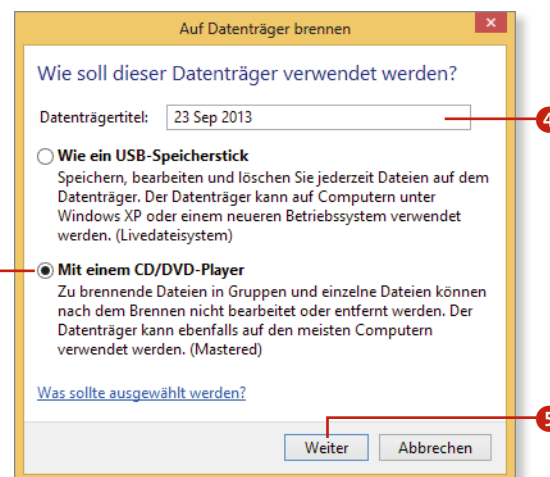 Auf Datenträger brennen
Wie soll dieser Datenträger verwendet werden?
Datenträgertitel: 23 Sep 2013
4
Wie ein USB-Speicherstick
Speichern, bearbeiten und löschen Sie jederzeit Dateien auf dem
Datenträger. Der Datenträger kann auf Computern unter
Windows XP oder einem neueren Betriebssystem verwendet
werden. (Livedateisystem)
Mit einem CD/DVD-Player
Zu brennende Dateien in Gruppen und einzelne Dateien können
nach dem Brennen nicht bearbeitet oder entfernt werden. Der
Datenträger kann ebenfalls auf den meisten Computern
verwendet werden. (Mastered)
Was sollte ausgewählt werden?
5
Weiter Abbrechen